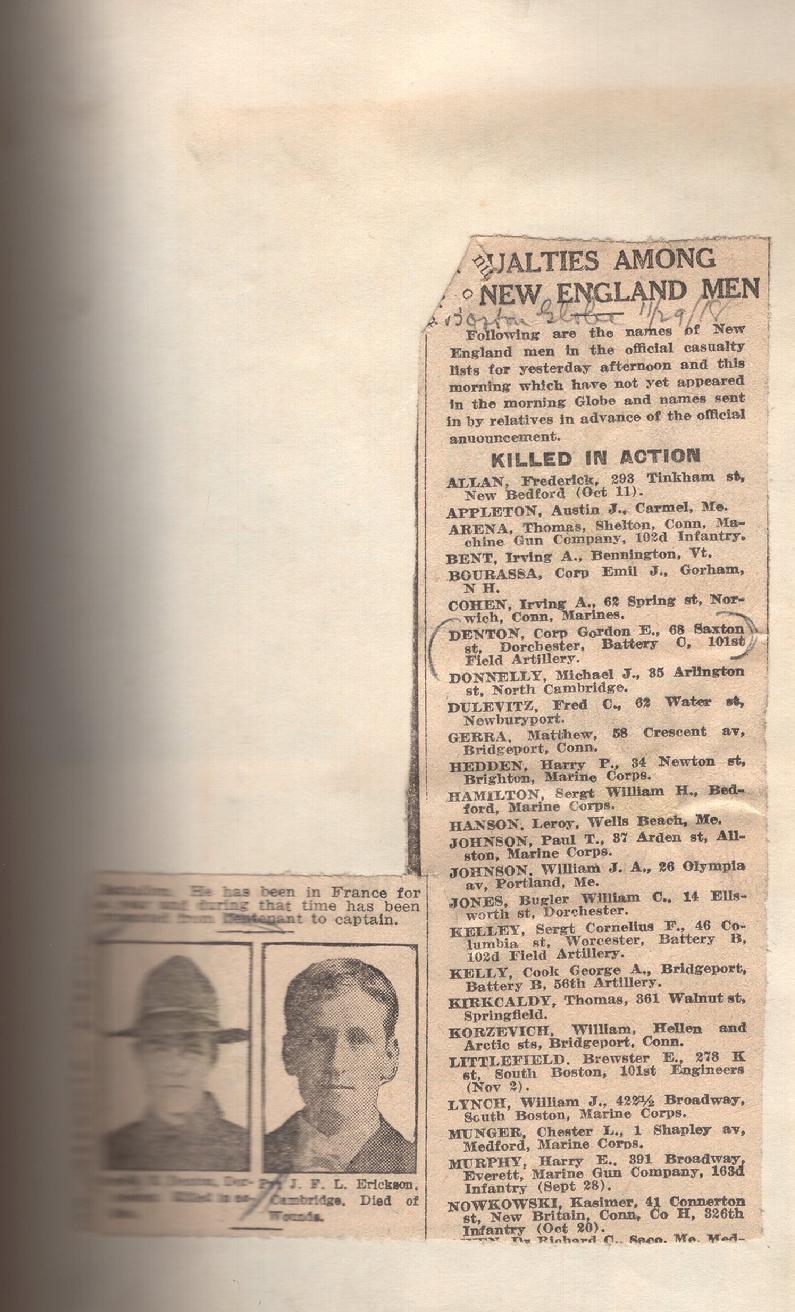 UALTIES AMONG
NEW ENGLAND MEN
Boston Globe 11/29/18
Following are the names of New
England men in the official casualty
lists for yesterday afternoon and this
morning which have not yet appeared
in the morning Globe and names sent
in by relatives in advance of the official
announcement.
KILLED IN ACTION
ALLAN, Frederick, 293 Tinkham st,
New Bedford (Oct 11).
APPLETON, Austin J., Carmel, Me.
ARENA, Thomas, Shelton, Conn, Ma-
chine Gun Company, 102d Infantry.
BENT, Irving A., Bennington, Vt.
BOURASSA, Corp Emil J., Gorham,
N H.
COHEN, Irving A., 62 Spring st, Nor-
wich, Conn, Marines.
DENTON, Corp Gordon E., 68 Saxton
st, Dorchester, Battery C, 101st
Field Artillery.
DONNELLY, Michael J., 35 Arlington
st, North Cambridge.
DULEVITZ, Fred C., 62 Water st,
Newburyport.
GERRA, Matthew, 58 Crescent av,
Bridgeport, Conn.
HEDDEN, Harry P., 34 Newton st,
Brighton, Marine Corps.
HAMILTON, Sergt William H., Bed-
ford, Marine Corps.
HANSON, Leroy, Wells Beach, Me.
JOHNSON, Paul T., 37 Arden st, All-
ston, Marine Corps.
JOHNSON, William J. A., 26 Olympia
av, Portland, Me.
JONES, Bugler William C., 14 Ells-
worth st, Dorchester.
KELLEY, Sergt Cornelius F., 46 Co-
lumbia st, Worcester, Battery B,
102d Field Artillery.
KELLY, Cook George A., Bridgeport,
Battery B, 56th Artillery.
KIRKCALDY, Thomas, 361 Walnut st,
Springfield.
KORZEVICH, William, Hellen and
Arctic sts, Bridgeport, Conn.
LITTLEFIELD, Brewster E., 278 K
st, South Boston, 101st Engineers
(Nov 2).
LYNCH, William J., 422½ Broadway,
South Boston, Marine Corps.
MUNGER, Chester L., 1 Shapley av,
Medford, Marine Corps.
MURPHY, Harry E., 391 Broadway,
Everett, Marine Gun Company, 163d
Infantry (Sept 28).
NOWKOWSKI, Kasimer, 41 Connerton
st, New Britain, Conn, Co H, 326th
Infantry (Oct 20).
Dr Richard C., Saco, Me, Med-
He has been in France for
and during that time has been
from lieutenant to captain.
J. F. L. Erickson,
Cambridge. Died of
Wounds.